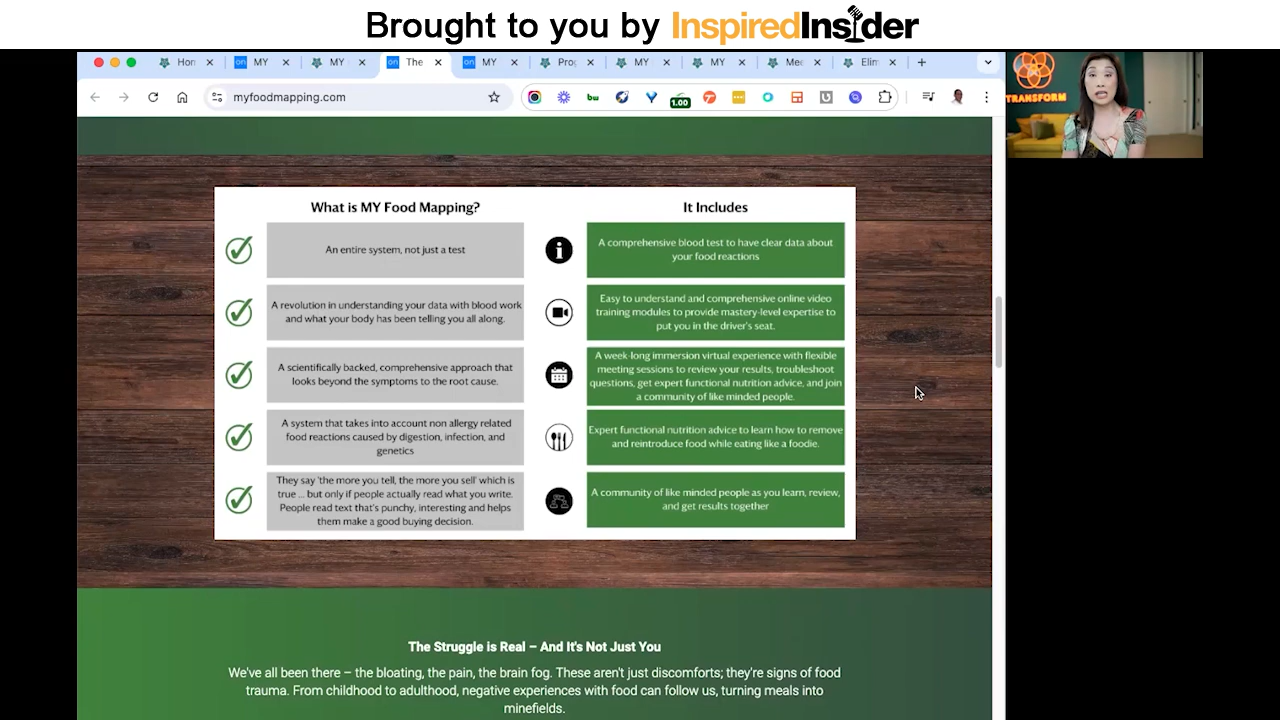 Brought to you by InspiredInsider
Hon
MY
MY
The
MY
Prog
MY
MY
Mee
Elim
myfoodmapping.com
1.00
TRANSFORM
What is MY Food Mapping?
It Includes
An entire system, not just a test
A comprehensive blood test to have clear data about
your food reactions
A revolution in understanding your data with blood work
and what your body has been telling you all along.
Easy to understand and comprehensive online video
training modules to provide mastery-level expertise to
put you in the driver's seat.
A scientifically backed, comprehensive approach that
looks beyond the symptoms to the root cause.
A week-long immersion virtual experience with flexible
meeting sessions to review your results, troubleshoot
questions, get expert functional nutrition advice, and join
a community of like minded people.
A system that takes into account non allergy related
food reactions caused by digestion, infection, and
genetics
Expert functional nutrition advice to learn how to remove
and reintroduce food while eating like a foodie.
They say 'the more you tell, the more you sell' which is
true ... but only if people actually read what you write.
People read text that's punchy, interesting and helps
them make a good buying decision.
A community of like minded people as you learn, review,
and get results together
The Struggle is Real – And It's Not Just You
We've all been there – the bloating, the pain, the brain fog. These aren't just discomforts; they're signs of food
trauma. From childhood to adulthood, negative experiences with food can follow us, turning meals into
minefields.